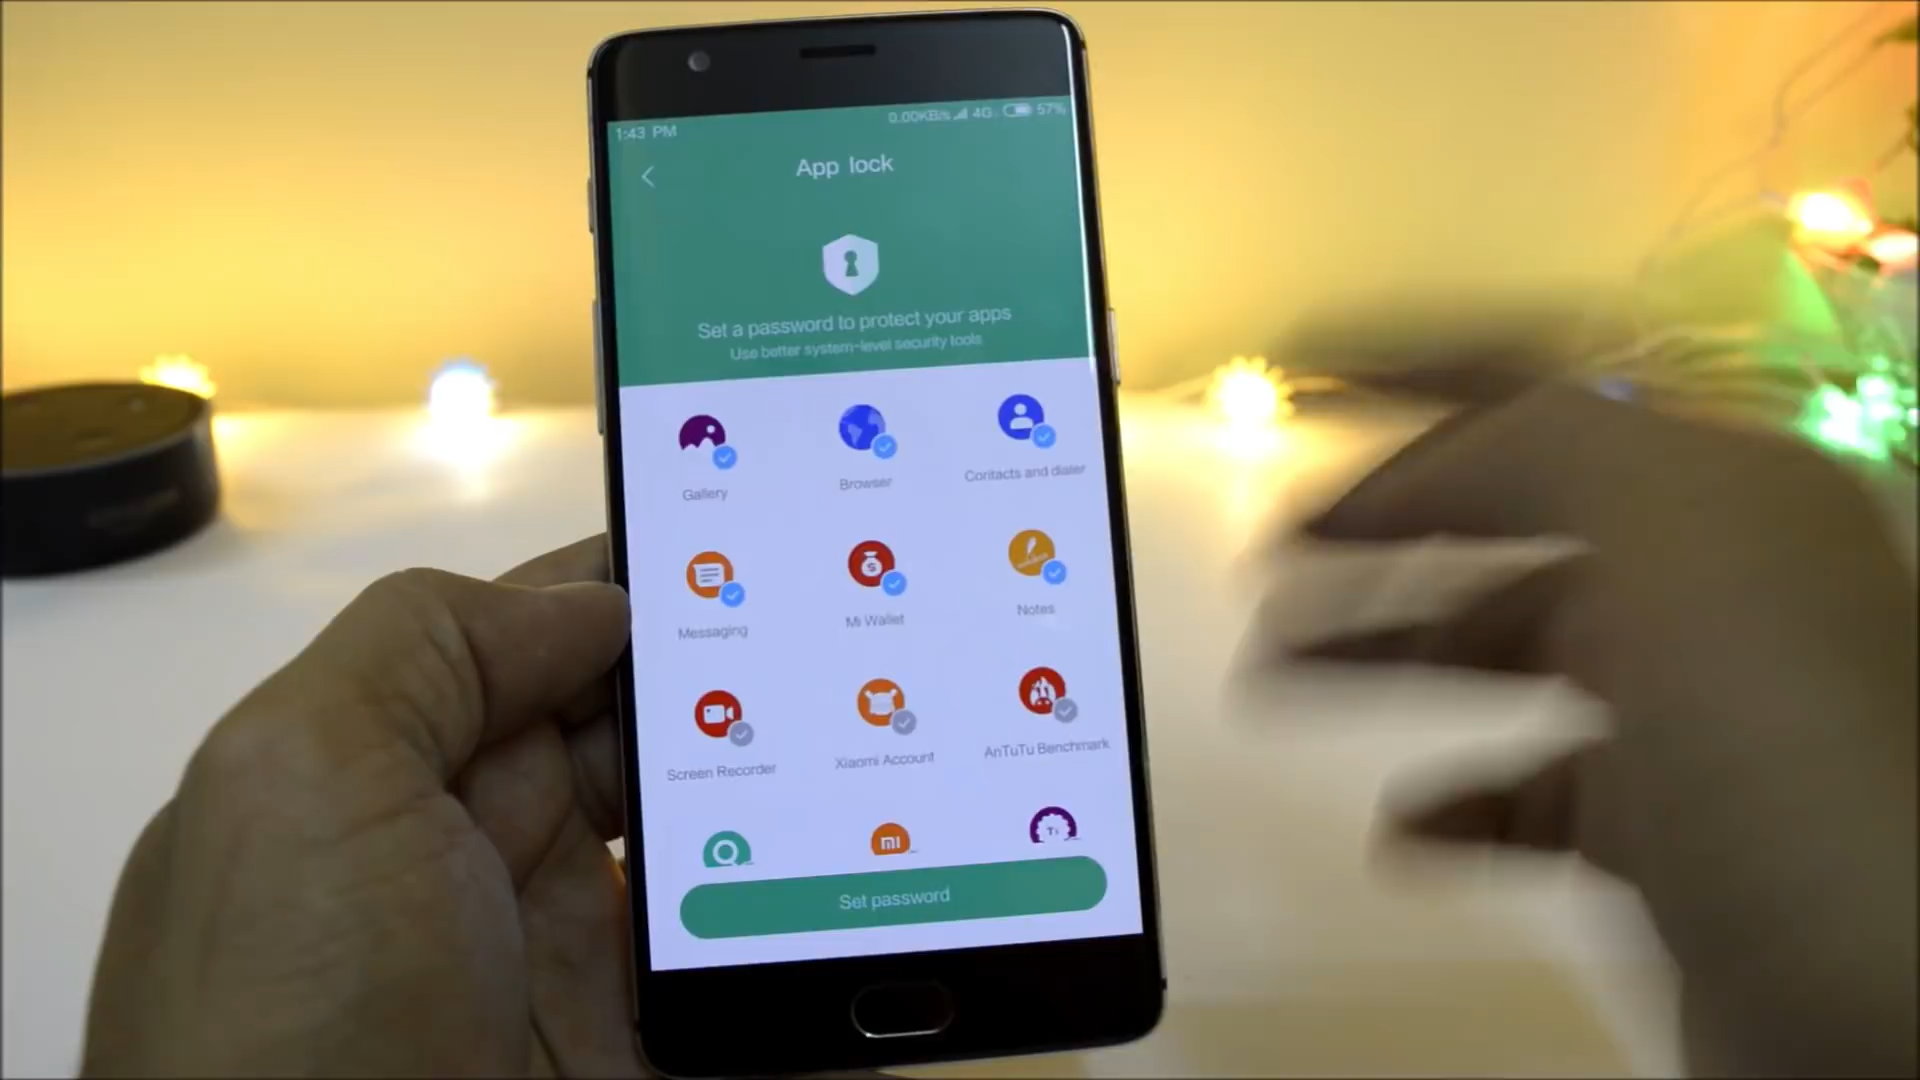 1:43 PM
0.00KB/s 4G 57%
App lock
Set a password to protect your apps
Use better system-level security tools
Gallery
Browser
Contacts and dialer
Messaging
Mi Wallet
Notes
Screen Recorder
Xiaomi Account
AnTuTu Benchmark
mi
Ti
Set password